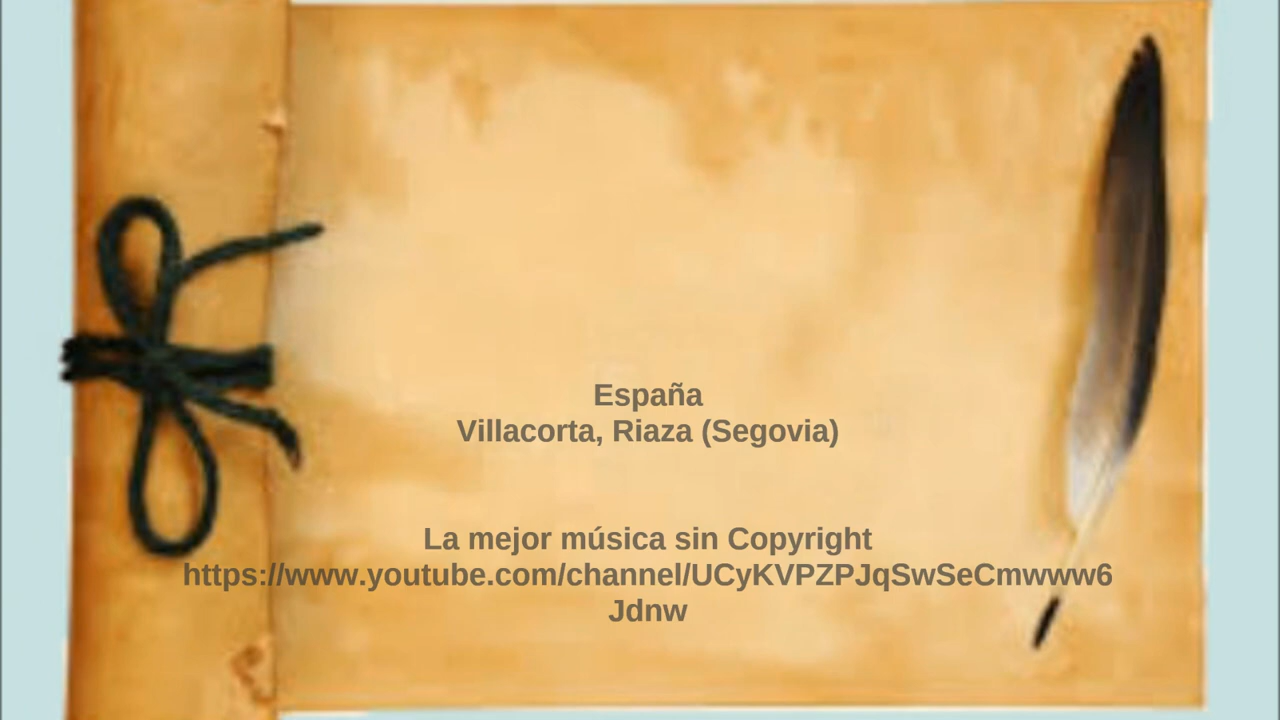 España
Villacorta, Riaza (Segovia)
La mejor música sin Copyright
https://www.youtube.com/channel/UCyKVPZPJqSwSeCmwww6
Jdnw